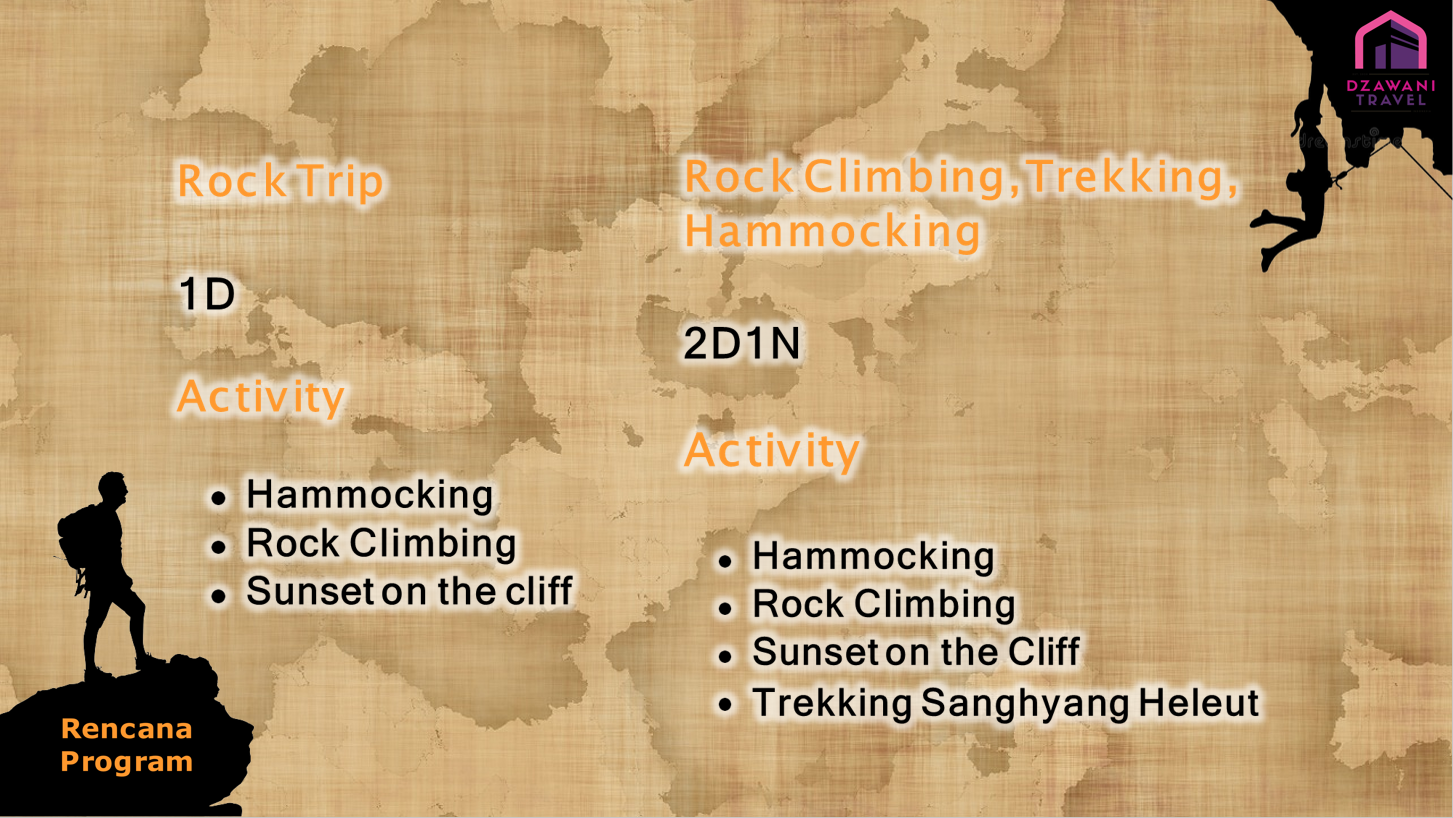 DZAWANI
TRAVEL
Rock Trip
1D
Activity
• Hammocking
• Rock Climbing
• Sunset on the cliff
Rock Climbing, Trekking,
Hammocking
2D1N
Activity
• Hammocking
• Rock Climbing
• Sunset on the Cliff
• Trekking Sanghyang Heleut
Rencana
Program